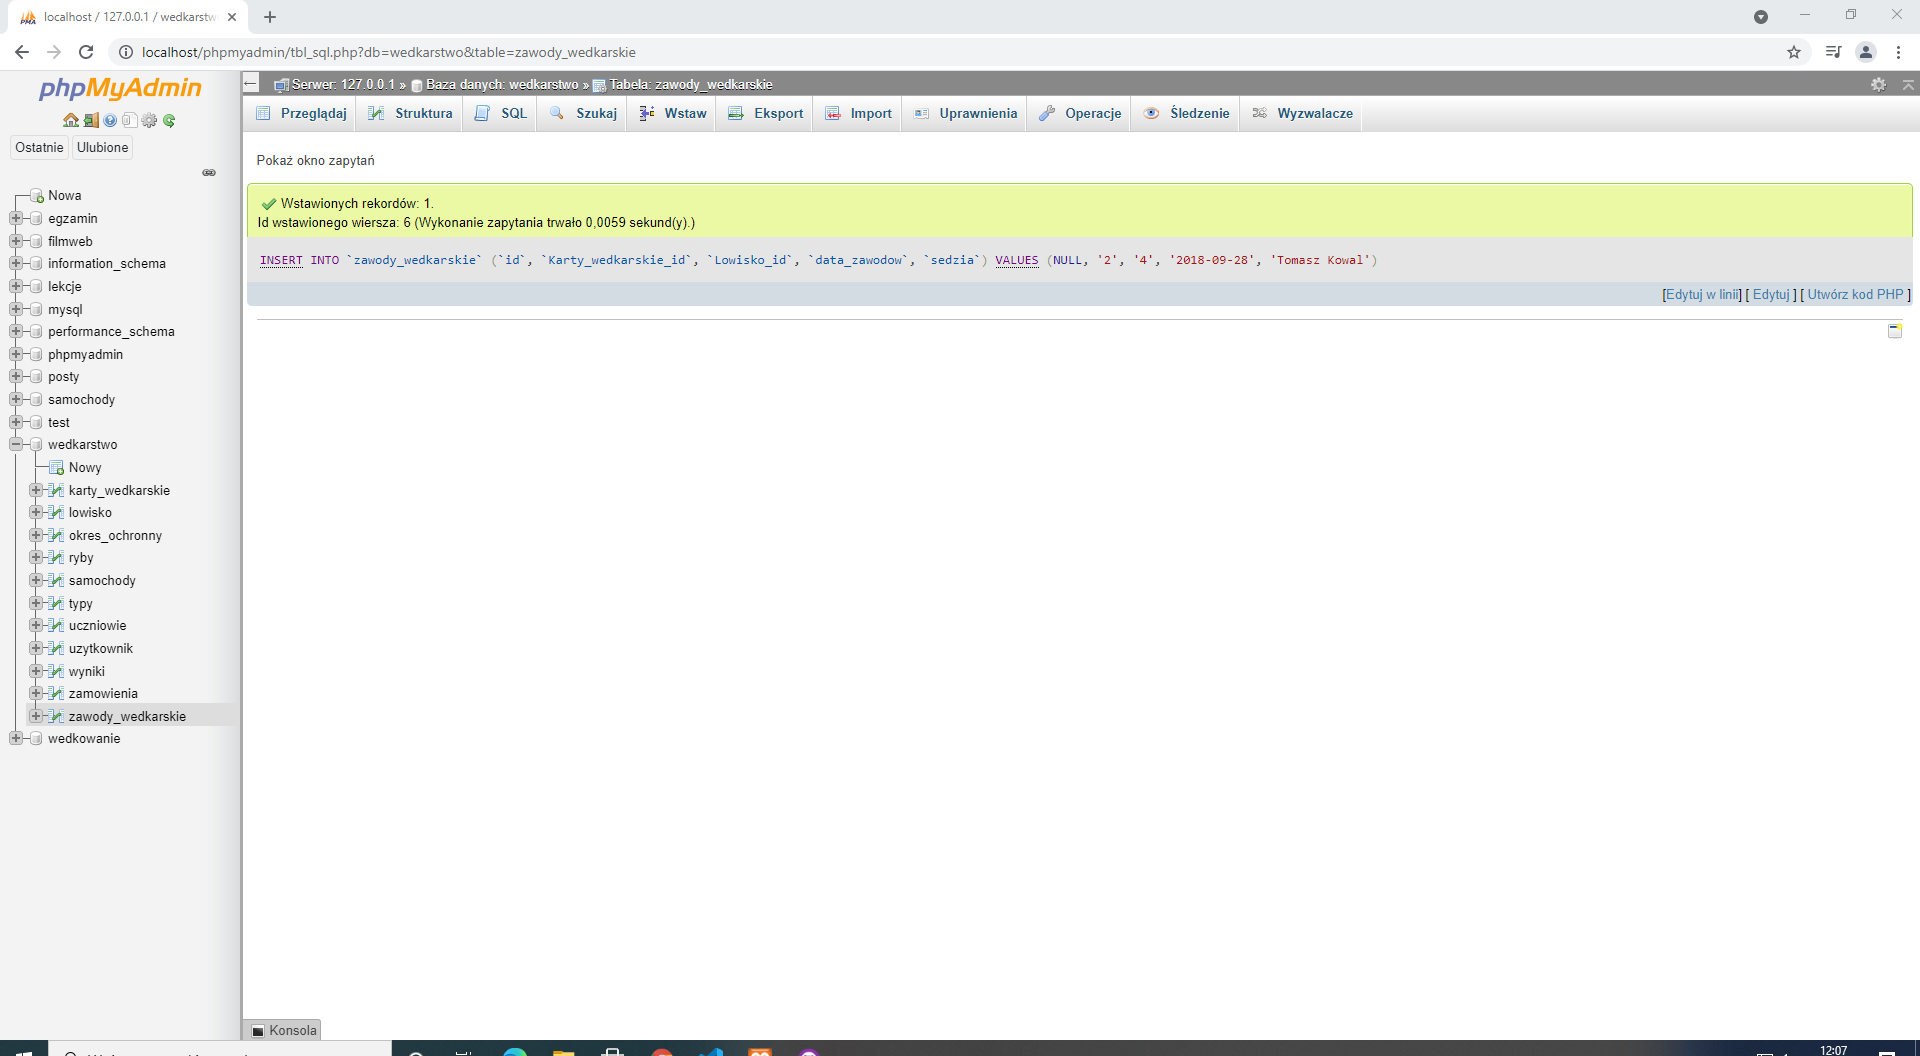 localhost / 127.0.0.1 / wedkarstw
localhost/phpmyadmin/tbl_sql.php?db=wedkarstwo&table=zawody_wedkarskie
phpMyAdmin
Ostatnie Ulubione
Nowa
egzamin
filmweb
information_schema
lekcje
mysql
performance_schema
phpmyadmin
posty
samochody
test
wedkarstwo
Nowy
karty_wedkarskie
lowisko
okres_ochronny
ryby
samochody
typy
uczniowie
uzytkownik
wyniki
zamowienia
zawody_wedkarskie
wedkowanie
Serwer: 127.0.0.1 » Baza danych: wedkarstwo » Tabela: zawody_wedkarskie
Przeglądaj Struktura SQL Szukaj Wstaw Eksport Import Uprawnienia Operacje Śledzenie Wyzwalacze
Pokaż okno zapytań
Wstawionych rekordów: 1.
Id wstawionego wiersza: 6 (Wykonanie zapytania trwało 0,0059 sekund(y).)
INSERT INTO `zawody_wedkarskie` (`id`, `Karty_wedkarskie_id`, `Lowisko_id`, `data_zawodow`, `sedzia`) VALUES (NULL, '2', '4', '2018-09-28', 'Tomasz Kowal')
[Edytuj w linii] [ Edytuj ] [ Utwórz kod PHP ]
Konsola
12:07